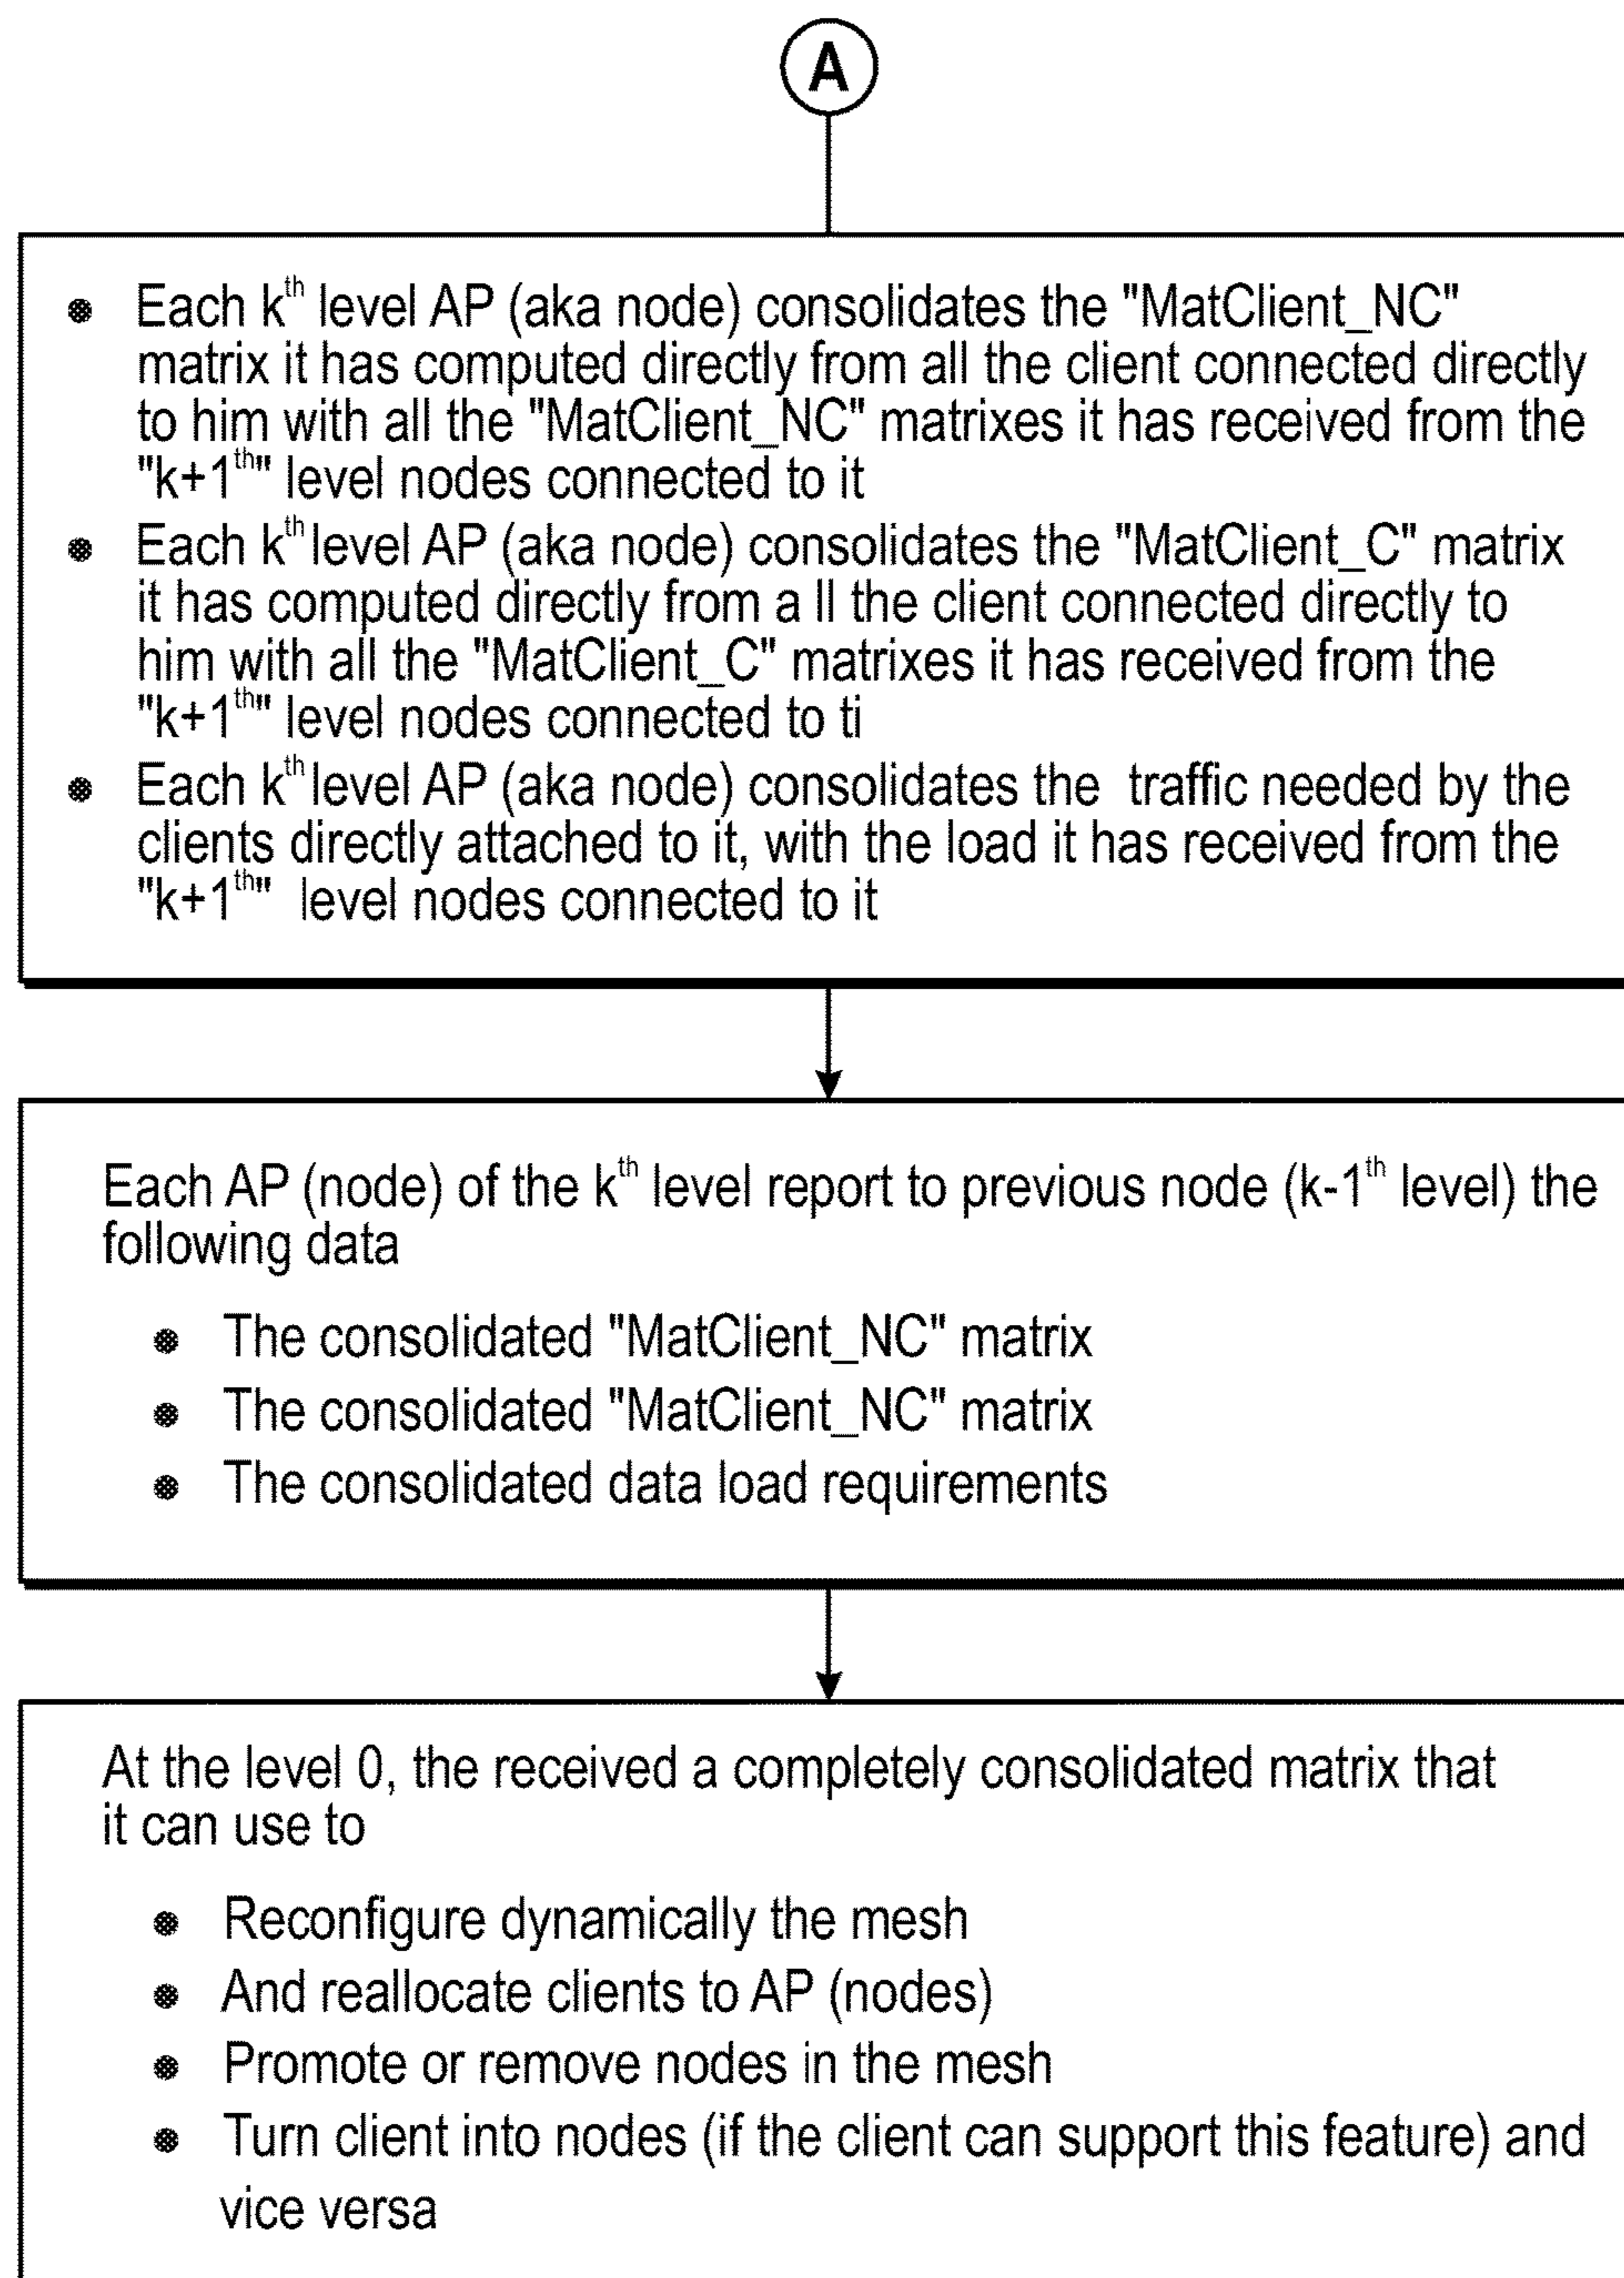 A
Each kth level AP (aka node) consolidates the "MatClient_NC"
matrix it has computed directly from all the client connected directly
to him with all the "MatClient_NC" matrixes it has received from the
"k+1th" level nodes connected to it
Each kth level AP (aka node) consolidates the "MatClient_C" matrix
it has computed directly from a ll the client connected directly to
him with all the "MatClient_C" matrixes it has received from the
"k+1th" level nodes connected to ti
Each kth level AP (aka node) consolidates the traffic needed by the
clients directly attached to it, with the load it has received from the
"k+1th" level nodes connected to it
Each AP (node) of the kth level report to previous node (k-1th level) the
following data
The consolidated "MatClient_NC" matrix
The consolidated "MatClient_NC" matrix
The consolidated data load requirements
At the level 0, the received a completely consolidated matrix that
it can use to
Reconfigure dynamically the mesh
And reallocate clients to AP (nodes)
Promote or remove nodes in the mesh
Turn client into nodes (if the client can support this feature) and
vice versa